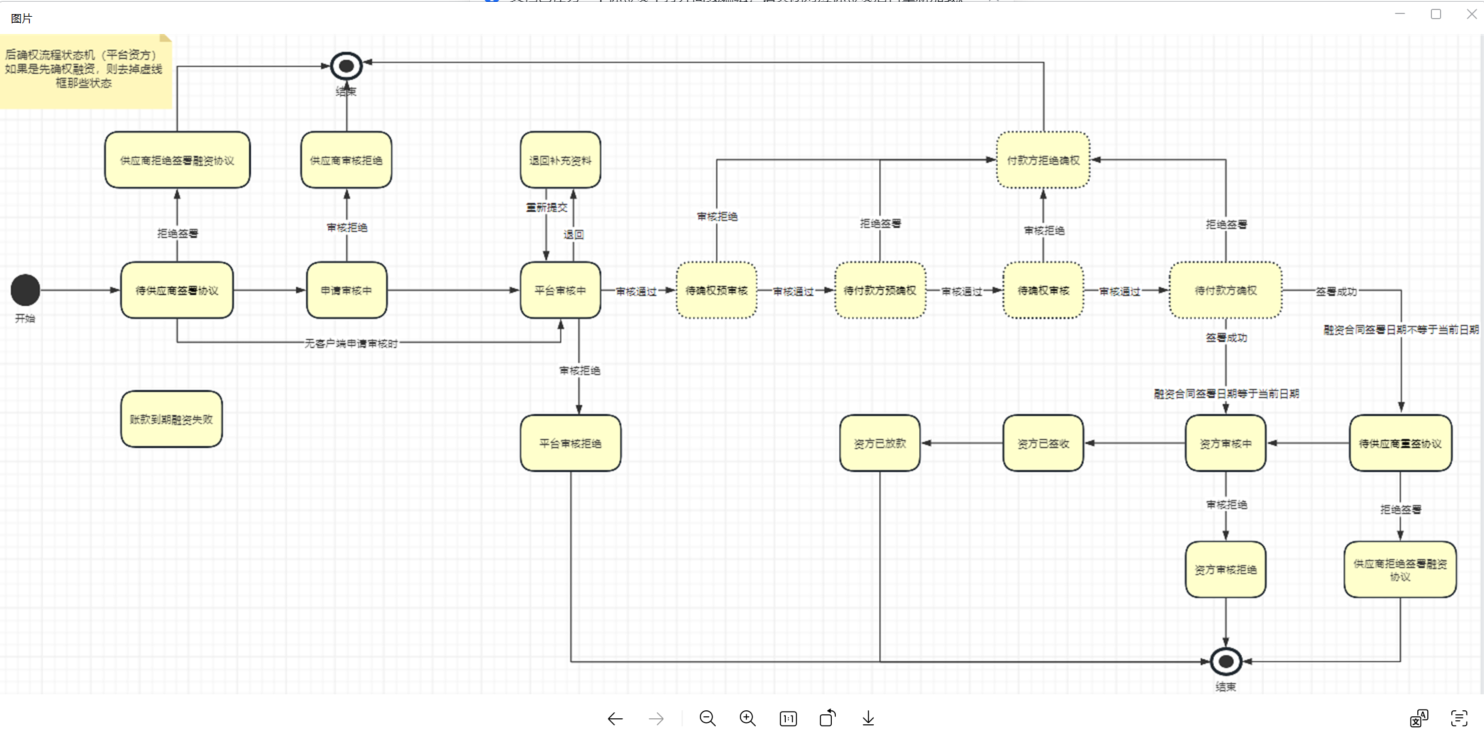 图片
后确权流程状态机（平台资方）
如果是先确权融资，则去掉虚线
框那些状态
结束
供应商拒绝签署融资协议
供应商审核拒绝
退回补充资料
付款方拒绝确权
重新提交
审核拒绝
拒绝签署
审核拒绝
拒绝签署
审核拒绝
拒绝签署
退回
开始
待供应商签署协议
申请审核中
平台审核中
审核通过
待确权预审核
审核通过
待付款方预确权
审核通过
待确权审核
审核通过
待付款方确权
签署成功
融资合同签署日期不等于当前日期
无客户端申请审核时
签署成功
审核拒绝
融资合同签署日期等于当前日期
账款到期融资失败
平台审核拒绝
资方已放款
资方已签收
资方审核中
待供应商重签协议
审核拒绝
拒绝签署
资方审核拒绝
供应商拒绝签署融资
协议
结束
1:1